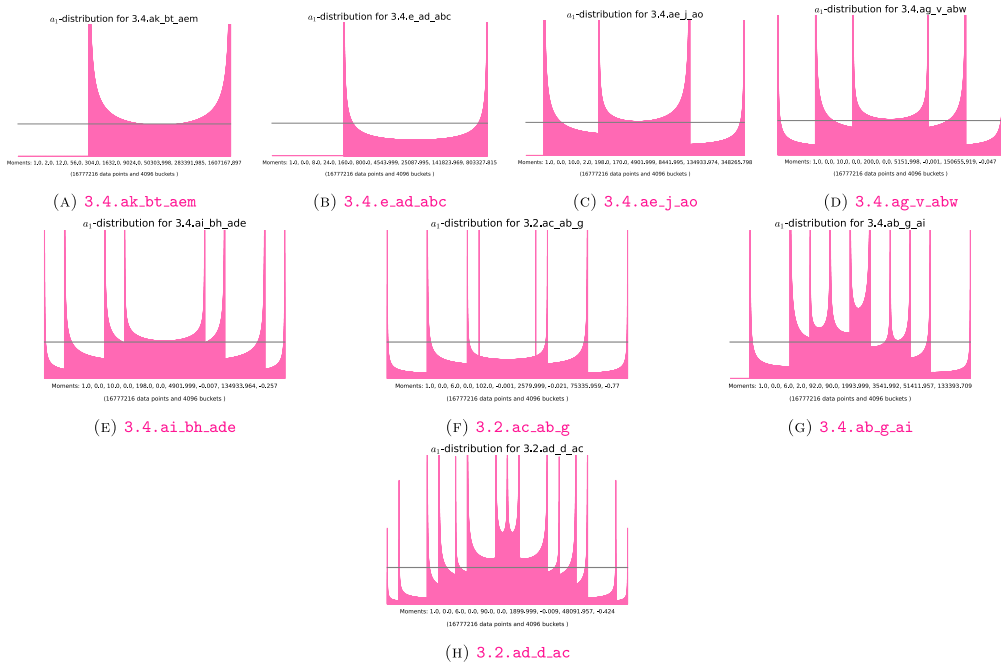 a₁-distribution for 3.4.ak_bt_aem
Moments: 1.0, 2.0, 12.0, 56.0, 304.0, 1632.0, 9024.0, 50303.998, 283391.985, 1607167.897
(16777216 data points and 4096 buckets )
(A) 3.4.ak_bt_aem
a₁-distribution for 3.4.e_ad_abc
Moments: 1.0, 0.0, 8.0, 24.0, 160.0, 800.0, 4543.999, 25087.995, 141823.969, 803327.815
(16777216 data points and 4096 buckets )
(B) 3.4.e_ad_abc
a₁-distribution for 3.4.ae_j_ao
Moments: 1.0, 0.0, 10.0, 2.0, 198.0, 170.0, 4901.999, 8441.995, 134933.974, 348265.798
(16777216 data points and 4096 buckets )
(C) 3.4.ae_j_ao
a₁-distribution for 3.4.ag_v_abw
Moments: 1.0, 0.0, 10.0, 0.0, 200.0, 0.0, 5151.998, -0.001, 150655.919, -0.047
(16777216 data points and 4096 buckets )
(D) 3.4.ag_v_abw
a₁-distribution for 3.4.ai_bh_ade
Moments: 1.0, 0.0, 10.0, 0.0, 198.0, 0.0, 4901.999, -0.007, 134933.964, -0.257
(16777216 data points and 4096 buckets )
(E) 3.4.ai_bh_ade
a₁-distribution for 3.2.ac_ab_g
Moments: 1.0, 0.0, 6.0, 0.0, 102.0, -0.001, 2579.999, -0.021, 75335.959, -0.77
(16777216 data points and 4096 buckets )
(F) 3.2.ac_ab_g
a₁-distribution for 3.4.ab_g_ai
Moments: 1.0, 0.0, 6.0, 2.0, 92.0, 90.0, 1993.999, 3541.992, 51411.957, 133393.709
(16777216 data points and 4096 buckets )
(G) 3.4.ab_g_ai
a₁-distribution for 3.2.ad_d_ac
Moments: 1.0, 0.0, 6.0, 0.0, 90.0, 0.0, 1899.999, -0.009, 48091.957, -0.424
(16777216 data points and 4096 buckets )
(H) 3.2.ad_d_ac